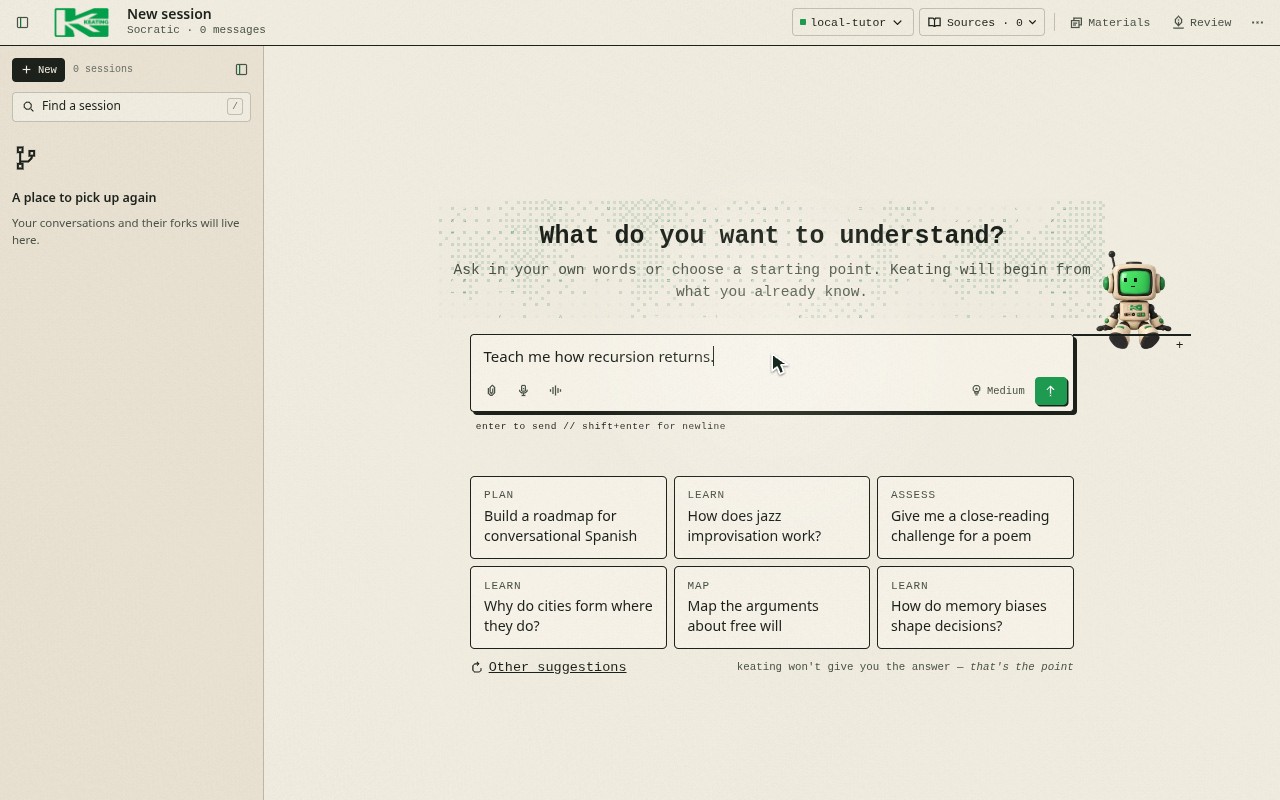 KEATING
New session
Socratic · 0 messages
local-tutor
Sources · 0
Materials
Review
New
0 sessions
Find a session
/
A place to pick up again
Your conversations and their forks will live
here.
What do you want to understand?
Ask in your own words or choose a starting point. Keating will begin from
what you already know.
Teach me how recursion returns.
Medium
enter to send // shift+enter for newline
PLAN
Build a roadmap for
conversational Spanish
LEARN
How does jazz
improvisation work?
ASSESS
Give me a close-reading
challenge for a poem
LEARN
Why do cities form where
they do?
MAP
Map the arguments
about free will
LEARN
How do memory biases
shape decisions?
Other suggestions
keating won't give you the answer — that's the point